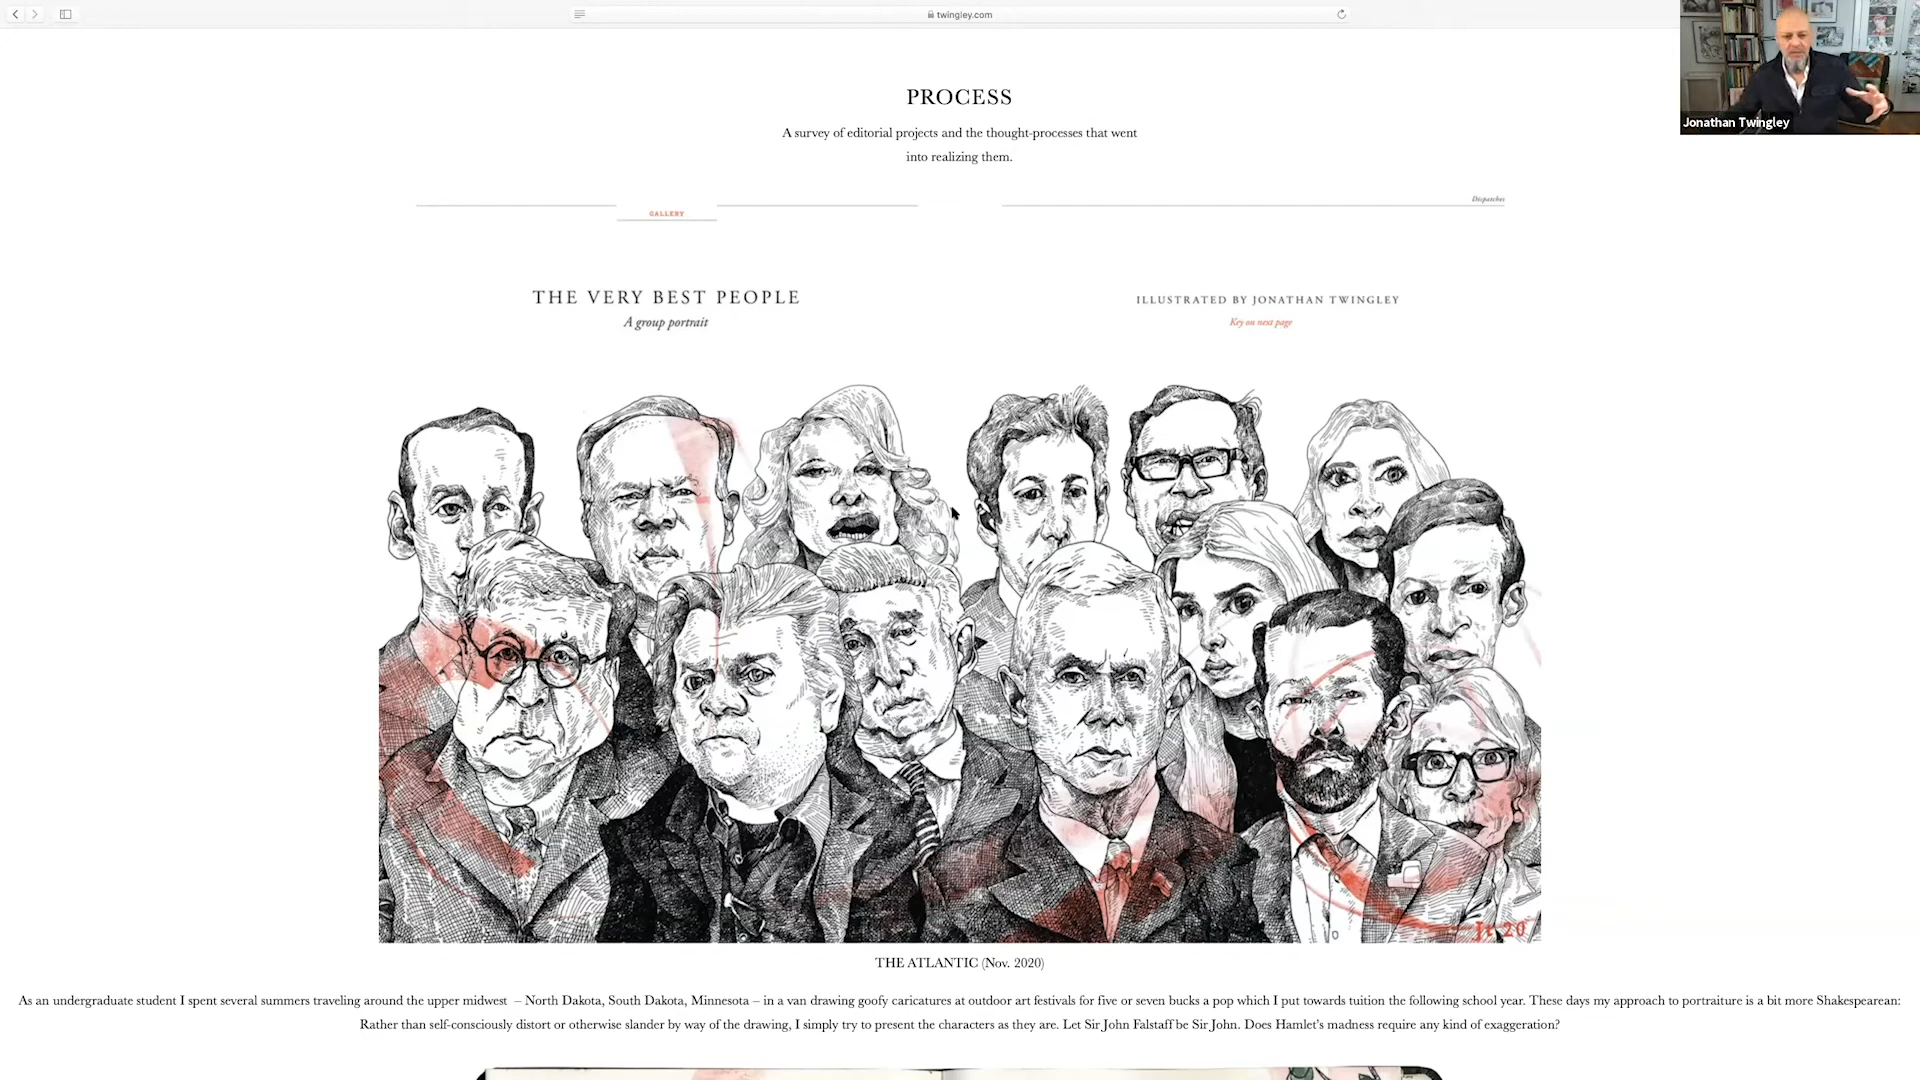 twingley.com
Jonathan Twingley
PROCESS
A survey of editorial projects and the thought-processes that went
into realizing them.
Dispatches
GALLERY
THE VERY BEST PEOPLE
A group portrait
ILLUSTRATED BY JONATHAN TWINGLEY
Key on next page
Jt 20
THE ATLANTIC (Nov. 2020)
As an undergraduate student I spent several summers traveling around the upper midwest – North Dakota, South Dakota, Minnesota – in a van drawing goofy caricatures at outdoor art festivals for five or seven bucks a pop which I put towards tuition the following school year. These days my approach to portraiture is a bit more Shakespearean:
Rather than self-consciously distort or otherwise slander by way of the drawing, I simply try to present the characters as they are. Let Sir John Falstaff be Sir John. Does Hamlet's madness require any kind of exaggeration?